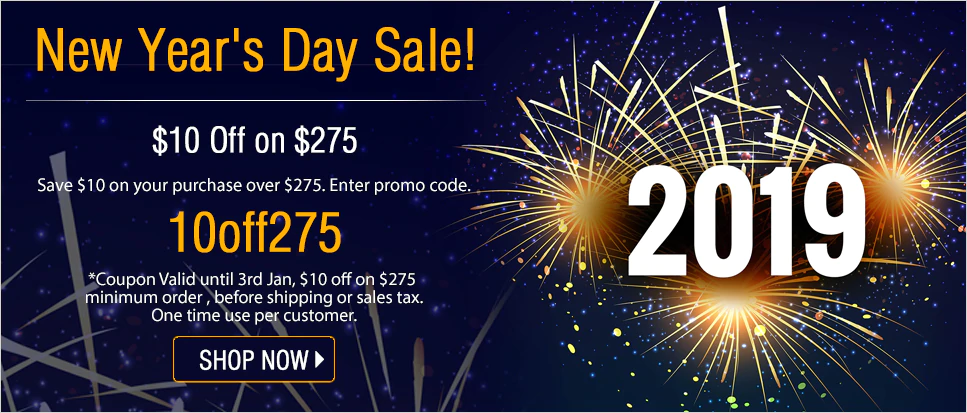 New Year's Day Sale!
$10 Off on $275
Save $10 on your purchase over $275. Enter promo code.
10off275
*Coupon Valid until 3rd Jan, $10 off on $275
minimum order , before shipping or sales tax.
One time use per customer.
SHOP NOW
2019